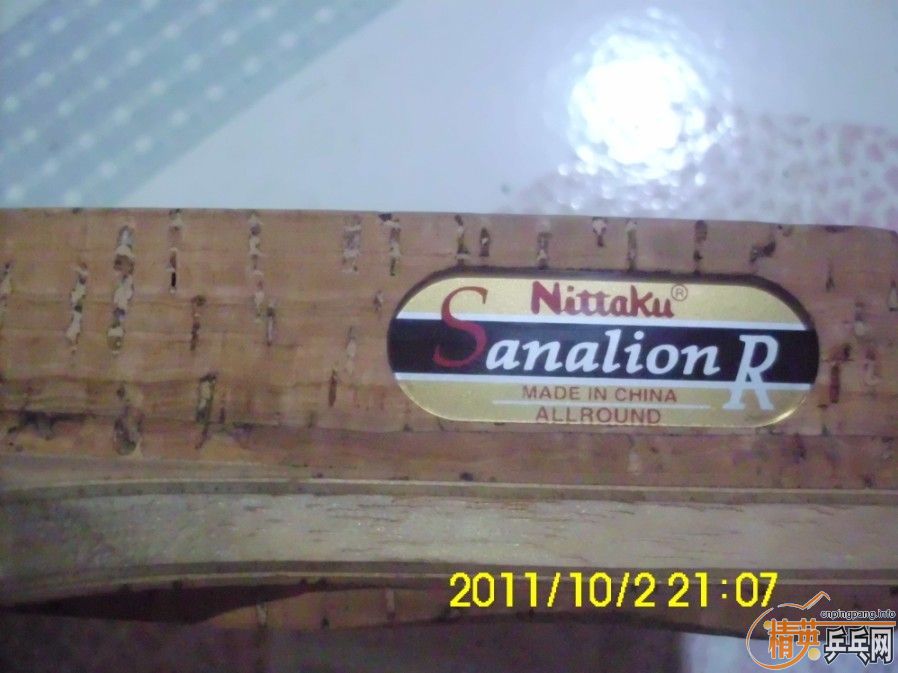 Nittaku®
Sanalion R
MADE IN CHINA
ALLROUND
2011/10/2 21:07
cnpingpang.info
精英乒乓网